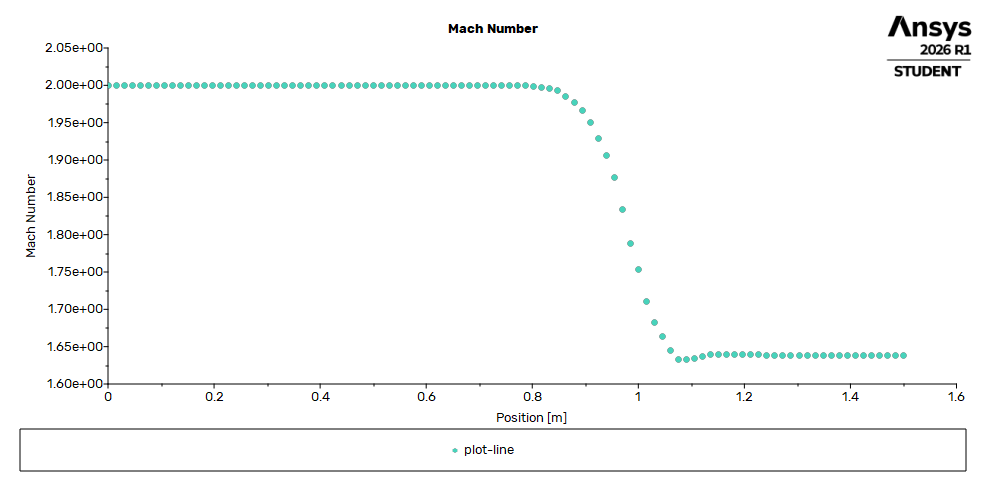 Mach Number
Ansys
2026 R1
STUDENT
2.05e+00
2.00e+00
1.95e+00
1.90e+00
1.85e+00
1.80e+00
1.75e+00
1.70e+00
1.65e+00
1.60e+00
Mach Number
0 0.2 0.4 0.6 0.8 1 1.2 1.4 1.6
Position [m]
plot-line